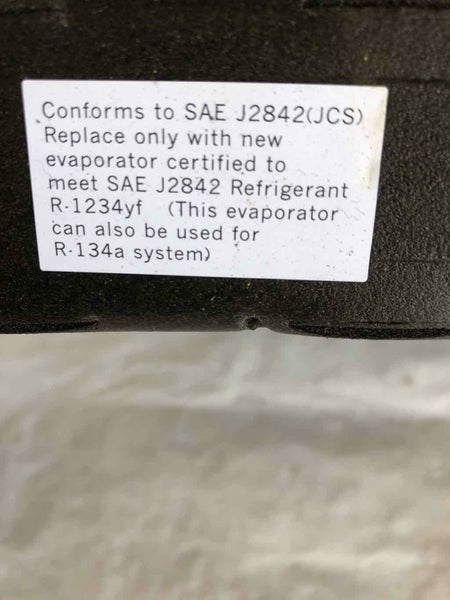 Conforms to SAE J2842(JCS)
Replace only with new
evaporator certified to
meet SAE J2842 Refrigerant
R-1234yf (This evaporator
can also be used for
R-134a system)